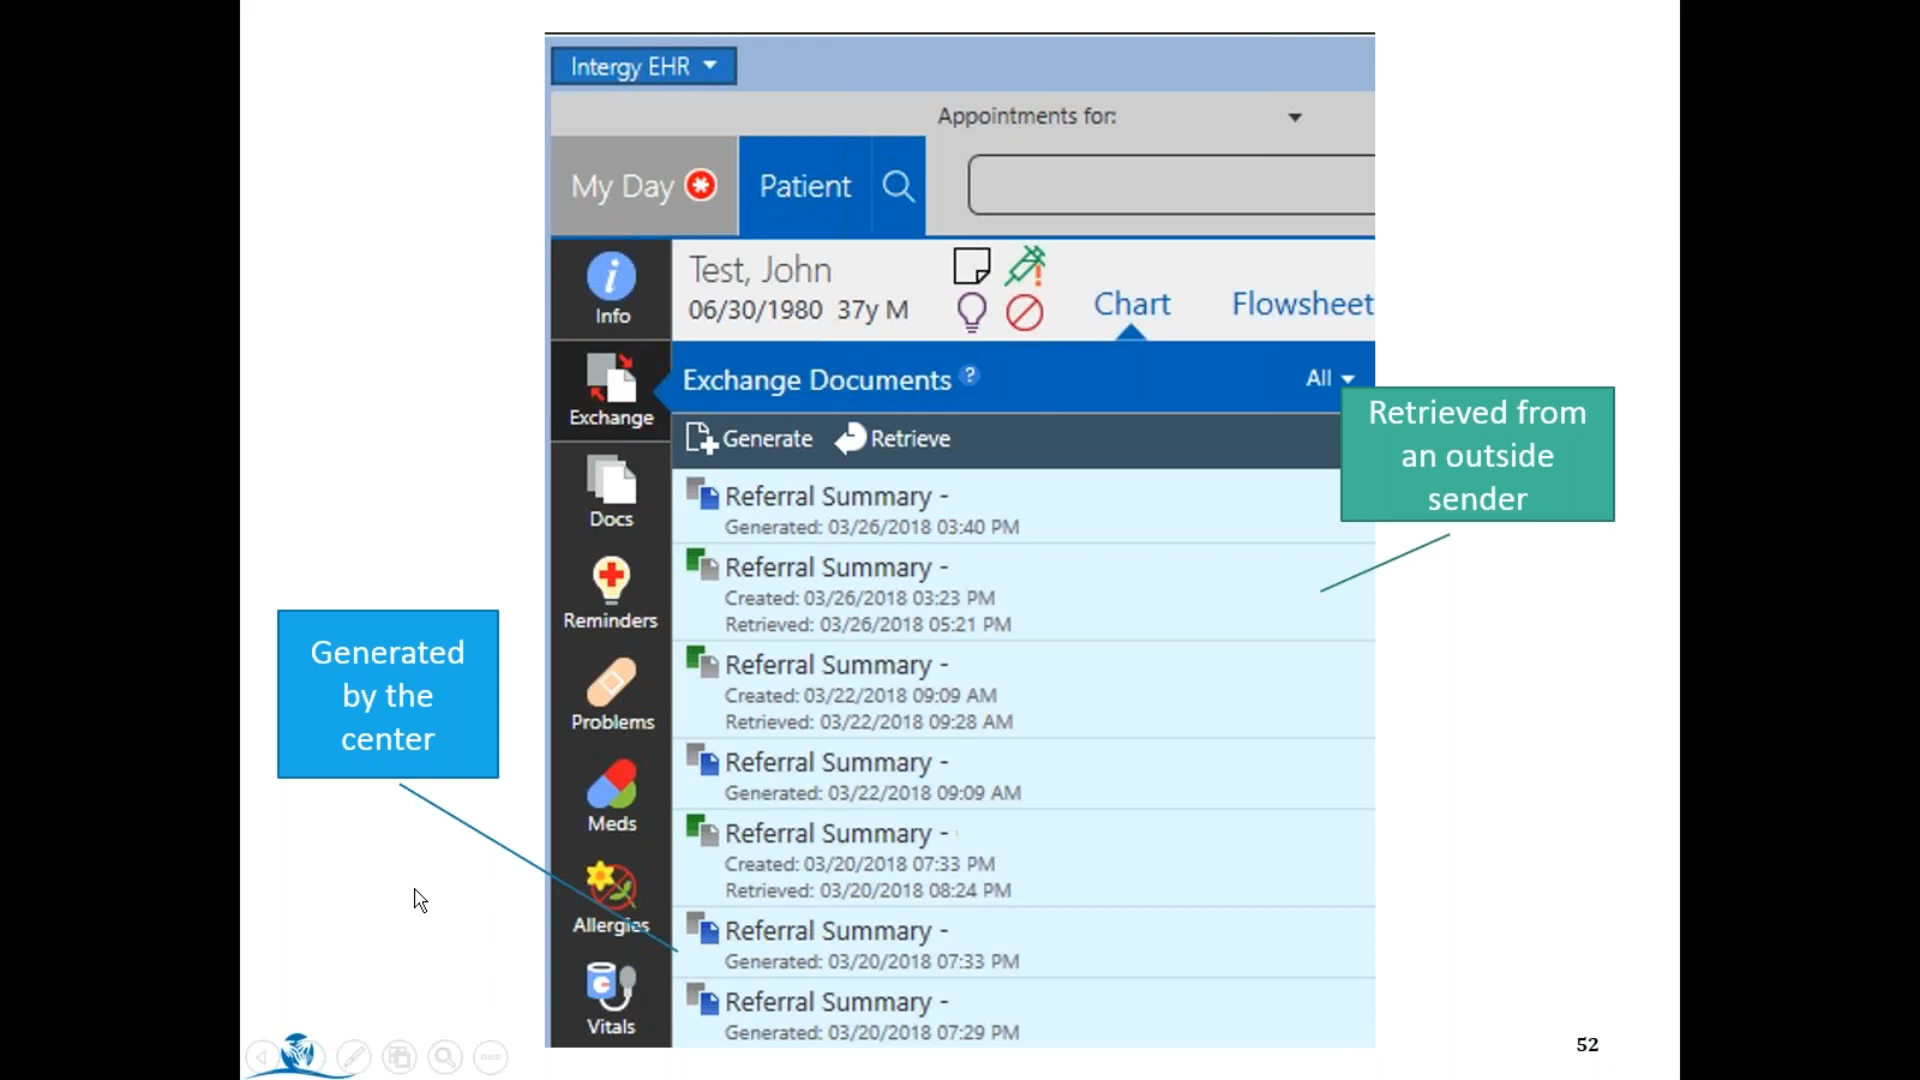 Intergy EHR
Appointments for:
My Day
Patient
Info
Test, John
06/30/1980 37y M
Chart
Flowsheet
Exchange
Exchange Documents ?
All
Generate
Retrieve
Retrieved from
an outside
sender
Referral Summary -
Generated: 03/26/2018 03:40 PM
Docs
Referral Summary -
Created: 03/26/2018 03:23 PM
Retrieved: 03/26/2018 05:21 PM
Reminders
Generated
by the
center
Referral Summary -
Created: 03/22/2018 09:09 AM
Retrieved: 03/22/2018 09:28 AM
Problems
Referral Summary -
Generated: 03/22/2018 09:09 AM
Meds
Referral Summary -
Created: 03/20/2018 07:33 PM
Retrieved: 03/20/2018 08:24 PM
Allergies
Referral Summary -
Generated: 03/20/2018 07:33 PM
Vitals
Referral Summary -
Generated: 03/20/2018 07:29 PM
52